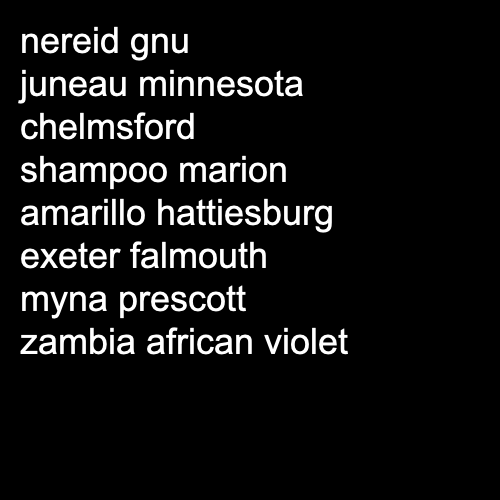 nereid gnu
juneau minnesota
chelmsford
shampoo marion
amarillo hattiesburg
exeter falmouth
myna prescott
zambia african violet